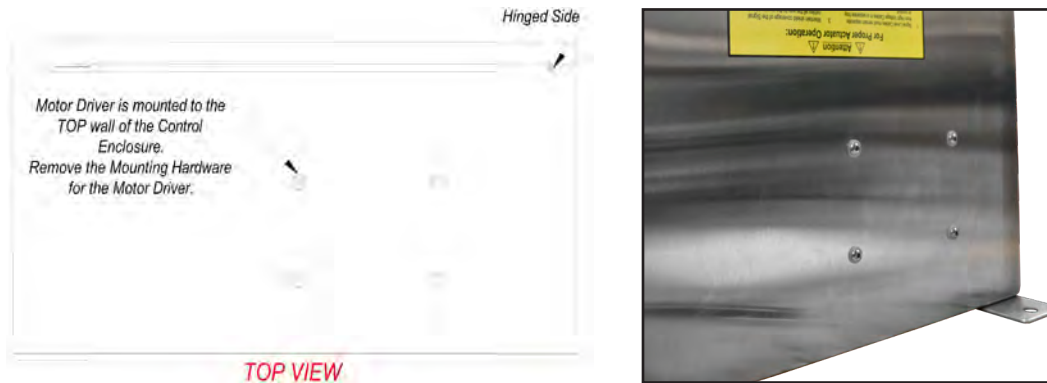 Hinged Side
Motor Driver is mounted to the
TOP wall of the Control
Enclosure.
Remove the Mounting Hardware
for the Motor Driver.
TOP VIEW
Attention
For Proper Actuator Operation: